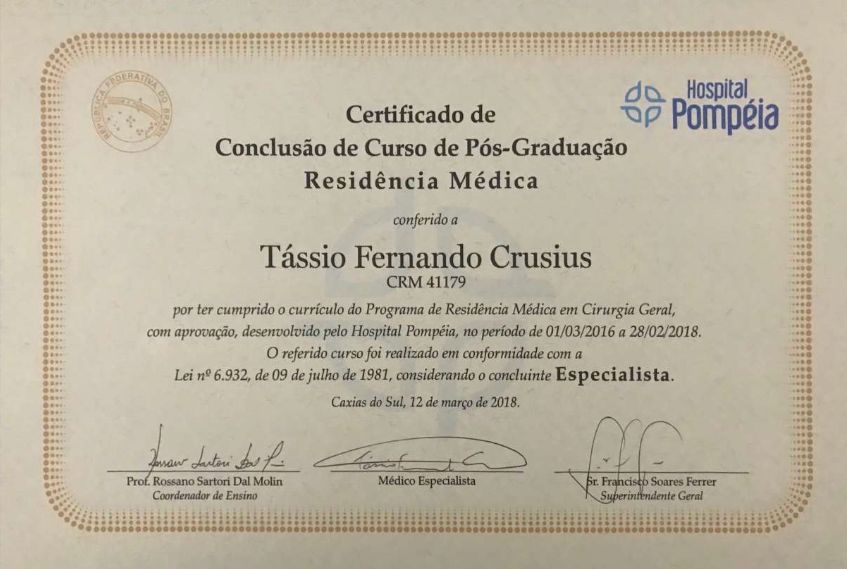 REPÚBLICA FEDERATIVA DO BRASIL
Hospital
Pompéia
Certificado de
Conclusão de Curso de Pós-Graduação
Residência Médica
conferido a
Tássio Fernando Crusius
CRM 41179
por ter cumprido o currículo do Programa de Residência Médica em Cirurgia Geral,
com aprovação, desenvolvido pelo Hospital Pompéia, no período de 01/03/2016 a 28/02/2018.
O referido curso foi realizado em conformidade com a
Lei nº 6.932, de 09 de julho de 1981, considerando o concluinte Especialista.
Caxias do Sul, 12 de março de 2018.
Prof. Rossano Sartori Dal Molin
Coordenador de Ensino
Médico Especialista
Sr. Francisco Soares Ferrer
Superintendente Geral